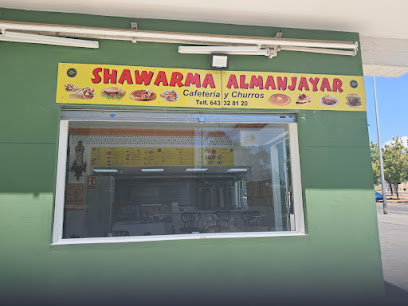 SHAWARMA ALMANJAYAR
Cafetería y Churros
Telf. 643 32 81 20